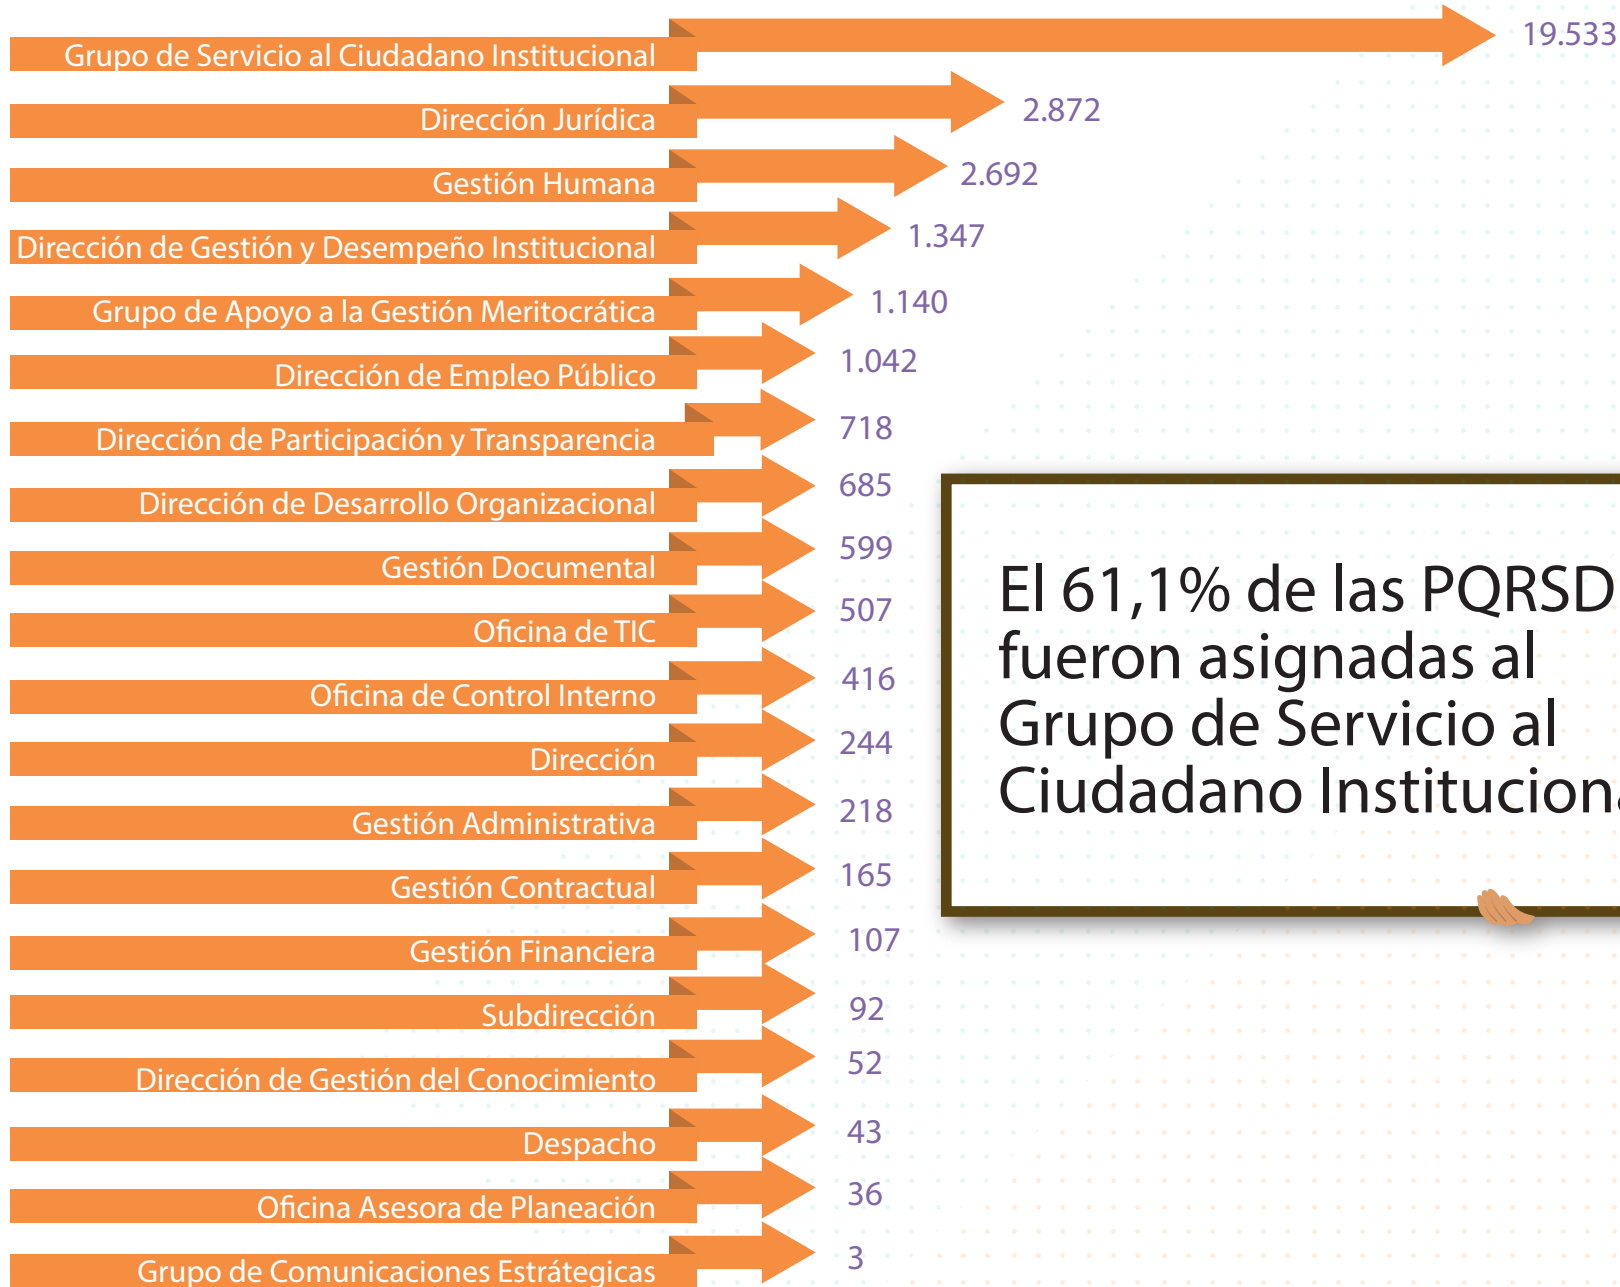 Grupo de Servicio al Ciudadano Institucional 19.533
Dirección Jurídica 2.872
Gestión Humana 2.692
Dirección de Gestión y Desempeño Institucional 1.347
Grupo de Apoyo a la Gestión Meritocrática 1.140
Dirección de Empleo Público 1.042
Dirección de Participación y Transparencia 718
Dirección de Desarrollo Organizacional 685
Gestión Documental 599
Oficina de TIC 507
Oficina de Control Interno 416
Dirección 244
Gestión Administrativa 218
Gestión Contractual 165
Gestión Financiera 107
Subdirección 92
Dirección de Gestión del Conocimiento 52
Despacho 43
Oficina Asesora de Planeación 36
Grupo de Comunicaciones Estrátegicas 3
El 61,1% de las PQRSD
fueron asignadas al
Grupo de Servicio al
Ciudadano Instituciona